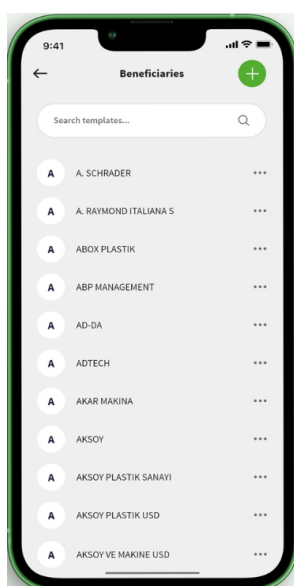 9:41
Beneficiaries
Search templates...
A A. SCHRADER
A A. RAYMOND ITALIANA S
A ABOX PLASTIK
A ABP MANAGEMENT
A AD-DA
A ADTECH
A AKAR MAKINA
A AKSOY
A AKSOY PLASTIK SANAYI
A AKSOY PLASTIK USD
A AKSOY VE MAKINE USD